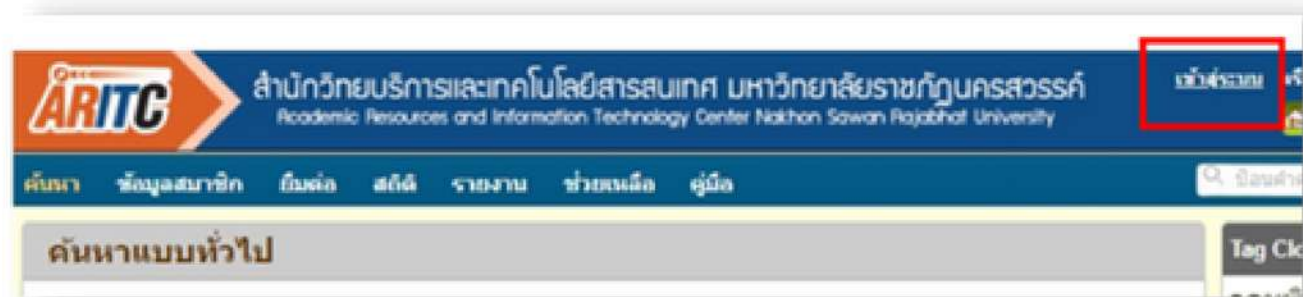 ARITC
สำนักวิทยบริการและเทคโนโลยีสารสนเทศ มหาวิทยาลัยราชภัฏนครสวรรค์
Academic Resources and Information Technology Center Nakhon Sawan Rajabhat University
เข้าสู่ระบบ
ค้นหา ข้อมูลสมาชิก ยืมต่อ สถิติ รายงาน ช่วยเหลือ คู่มือ
ป้อนคำ
ค้นหาแบบทั่วไป
Tag Clo